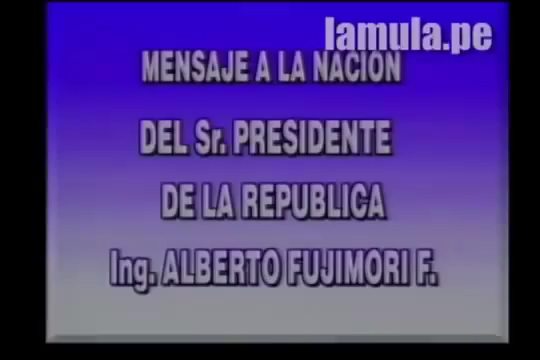 lamula.pe
MENSAJE A LA NACION
DEL Sr. PRESIDENTE
DE LA REPUBLICA
Ing. ALBERTO FUJIMORI F.